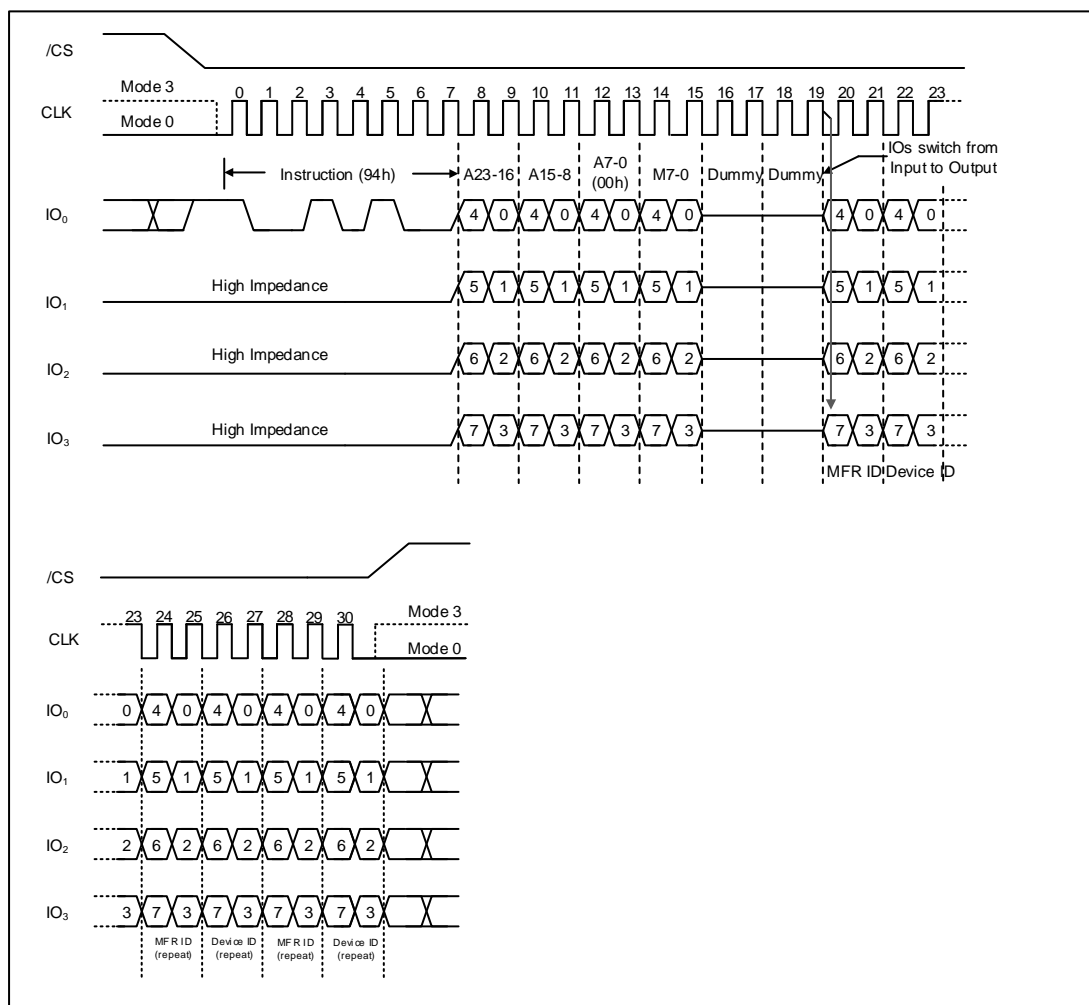 /CS
Mode 3
0 1 2 3 4 5 6 7 8 9 10 11 12 13 14 15 16 17 18 19 20 21 22 23
CLK
Mode 0
IOs switch from
Input to Output
Instruction (94h) A23-16 A15-8 A7-0 (00h) M7-0 Dummy Dummy
IO0 4 0 4 0 4 0 4 0 4 0 4 0
High Impedance
IO1 5 1 5 1 5 1 5 1 5 1 5 1
High Impedance
IO2 6 2 6 2 6 2 6 2 6 2 6 2
High Impedance
IO3 7 3 7 3 7 3 7 3 7 3 7 3
MFR ID Device ID
/CS
23 24 25 26 27 28 29 30
Mode 3
CLK
Mode 0
IO0 0 4 0 4 0 4 0 4 0
IO1 1 5 1 5 1 5 1 5 1
IO2 2 6 2 6 2 6 2 6 2
IO3 3 7 3 7 3 7 3 7 3
MFR ID Device ID MFR ID Device ID
(repeat) (repeat) (repeat) (repeat)